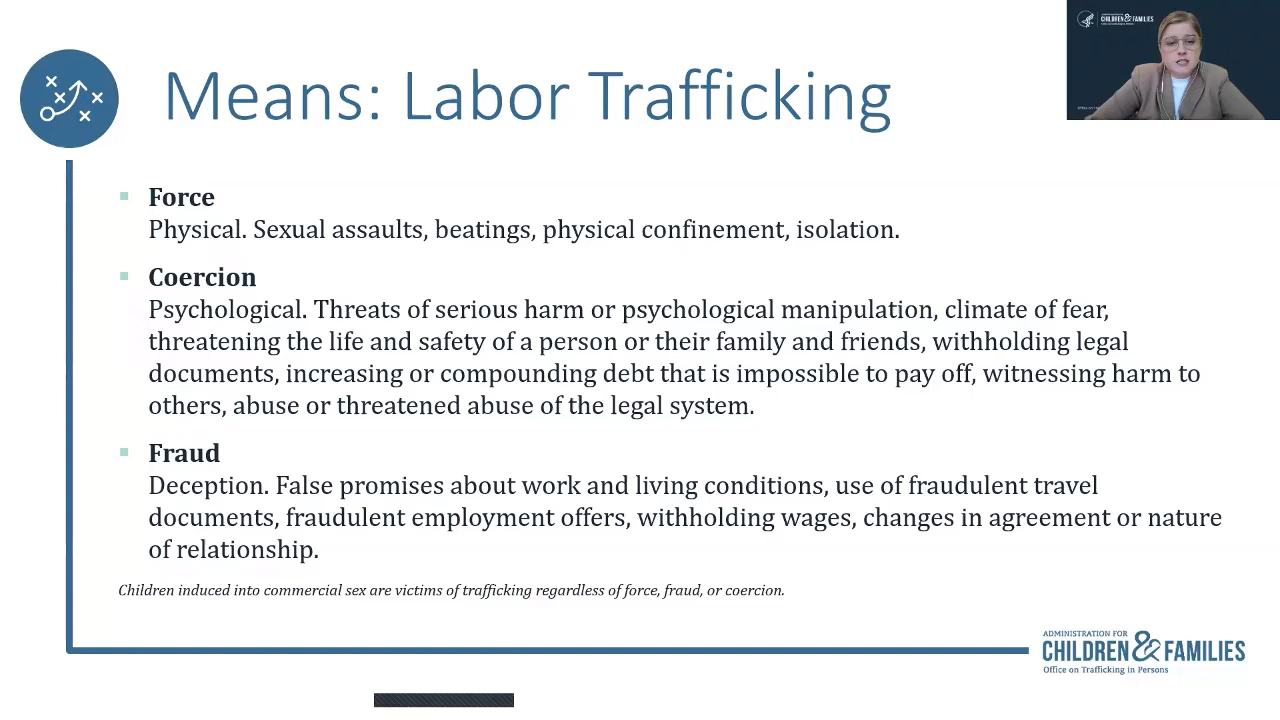 Means: Labor Trafficking
ADMINISTRATION FOR
CHILDREN & FAMILIES
Force
Physical. Sexual assaults, beatings, physical confinement, isolation.
Coercion
Psychological. Threats of serious harm or psychological manipulation, climate of fear,
threatening the life and safety of a person or their family and friends, withholding legal
documents, increasing or compounding debt that is impossible to pay off, witnessing harm to
others, abuse or threatened abuse of the legal system.
Fraud
Deception. False promises about work and living conditions, use of fraudulent travel
documents, fraudulent employment offers, withholding wages, changes in agreement or nature
of relationship.
Children induced into commercial sex are victims of trafficking regardless of force, fraud, or coercion.
ADMINISTRATION FOR
CHILDREN & FAMILIES
Office on Trafficking in Persons